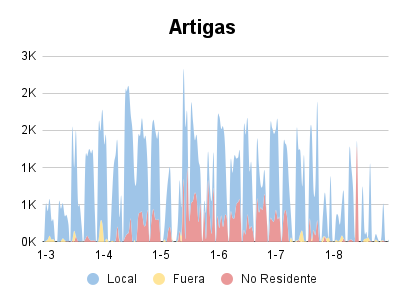 Artigas
3K
2K
2K
1K
1K
0K
1-3 1-4 1-5 1-6 1-7 1-8
Local Fuera No Residente